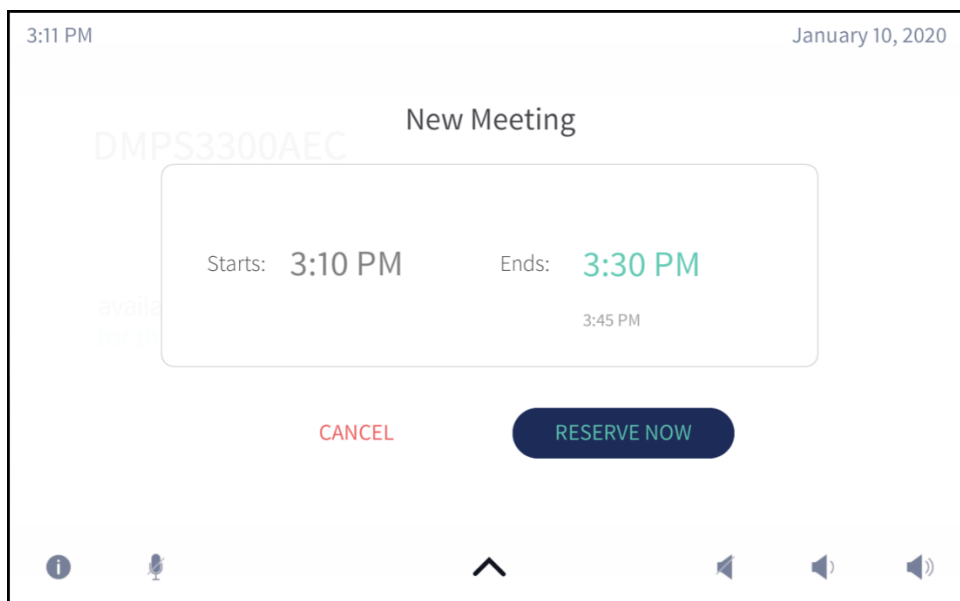 3:11 PM January 10, 2020
New Meeting
DMPS3300AEC
Starts: 3:10 PM Ends: 3:30 PM
3:45 PM
CANCEL RESERVE NOW